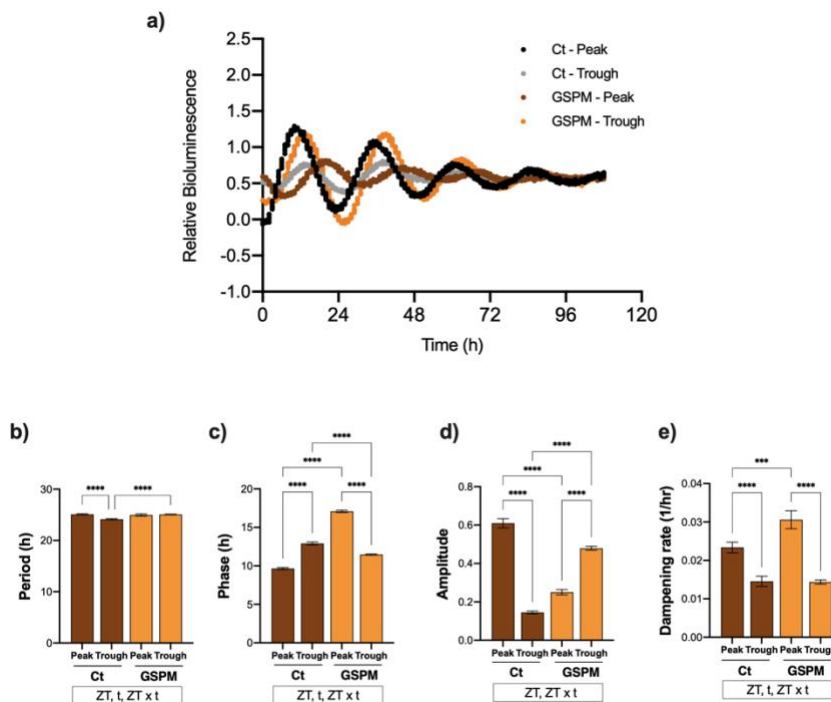 a)
Relative Bioluminescence
2.5
2.0
1.5
1.0
0.5
0.0
-0.5
-1.0
0 24 48 72 96 120
Time (h)
Ct - Peak
Ct - Trough
GSPM - Peak
GSPM - Trough
b)
Period (h)
30
20
10
0
**** ****
Peak Trough Peak Trough
Ct GSPM
ZT, t, ZT x t
c)
Phase (h)
20
15
10
5
0
****
****
**** ****
Peak Trough Peak Trough
Ct GSPM
ZT, t, ZT x t
d)
Amplitude
0.8
0.6
0.4
0.2
0.0
****
****
**** ****
Peak Trough Peak Trough
Ct GSPM
ZT, ZT x t
e)
Dampening rate (1/hr)
0.04
0.03
0.02
0.01
0.00
***
**** ****
Peak Trough Peak Trough
Ct GSPM
ZT, t, ZT x t